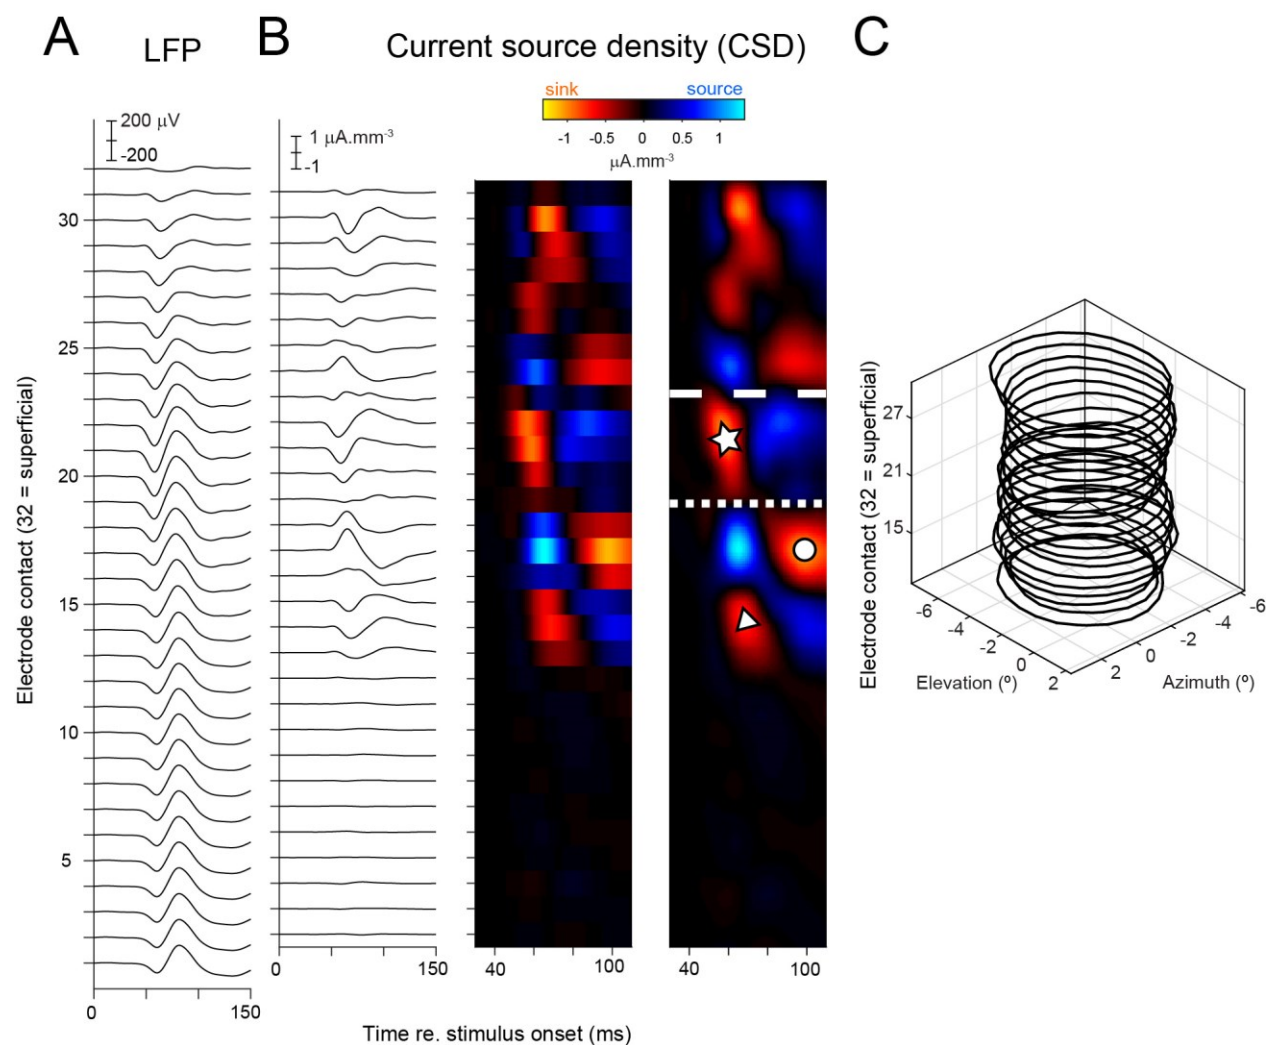 A
LFP
B
Current source density (CSD)
C
sink
source
-1
-0.5
0
0.5
1
µA.mm-3
200 µV
-200
1 µA.mm-3
-1
Electrode contact (32 = superficial)
30
25
20
15
10
5
0
150
0
150
40
100
40
100
Time re. stimulus onset (ms)
Electrode contact (32 = superficial)
27
21
15
-6
-4
-2
0
2
Elevation (º)
2
0
-2
-4
-6
Azimuth (º)